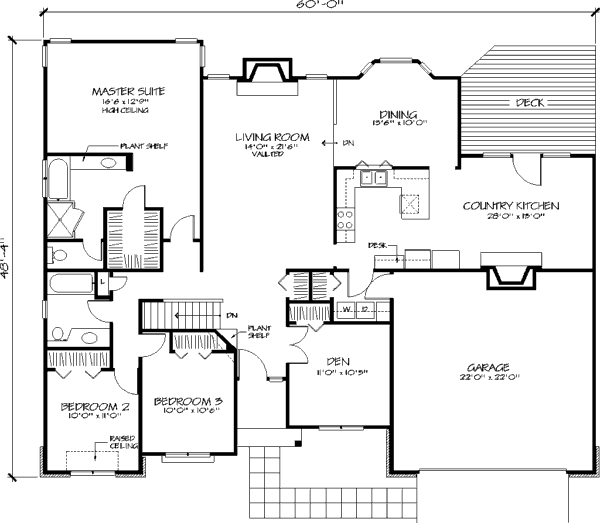 60'-0"
MASTER SUITE
16'6 x 12'9"
HIGH CEILING
PLANT SHELF
LIVING ROOM
14'0" x 21'6"
VAULTED
DN
DINING
13'6" x 10'0"
DECK
COUNTRY KITCHEN
28'0" x 13'0"
DESK
48'-4"
L
W D
DN
PLANT
SHELF
DEN
11'0" x 10'3"
GARAGE
22'0" x 22'0"
BEDROOM 2
10'0" x 11'0"
BEDROOM 3
10'0" x 10'6"
RAISED
CEILING